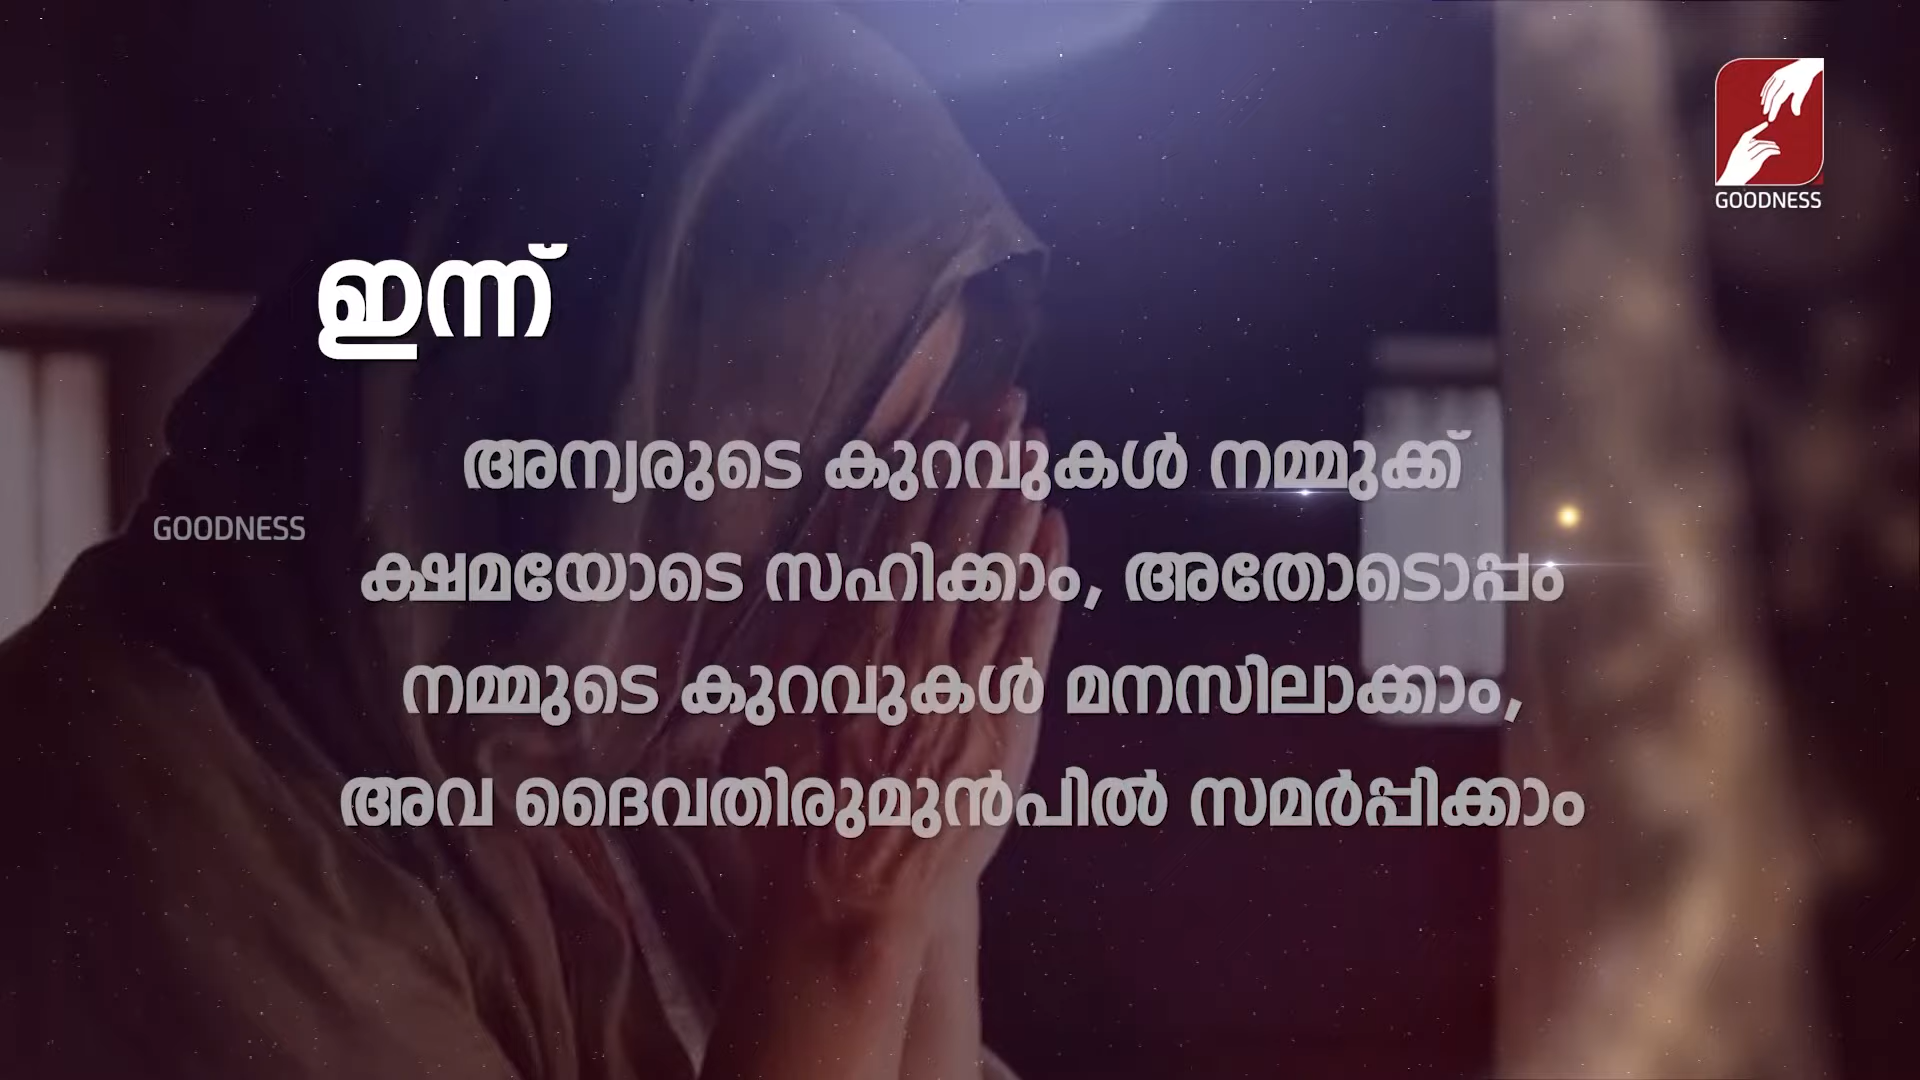 GOODNESS
ഇന്ന്
അന്യരുടെ കുറവുകൾ നമ്മുക്ക്
GOODNESS
ക്ഷമയോടെ സഹിക്കാം, അതോടൊപ്പം
നമ്മുടെ കുറവുകൾ മനസിലാക്കാം,
അവ ദൈവതിരുമുൻപിൽ സമർപ്പിക്കാം